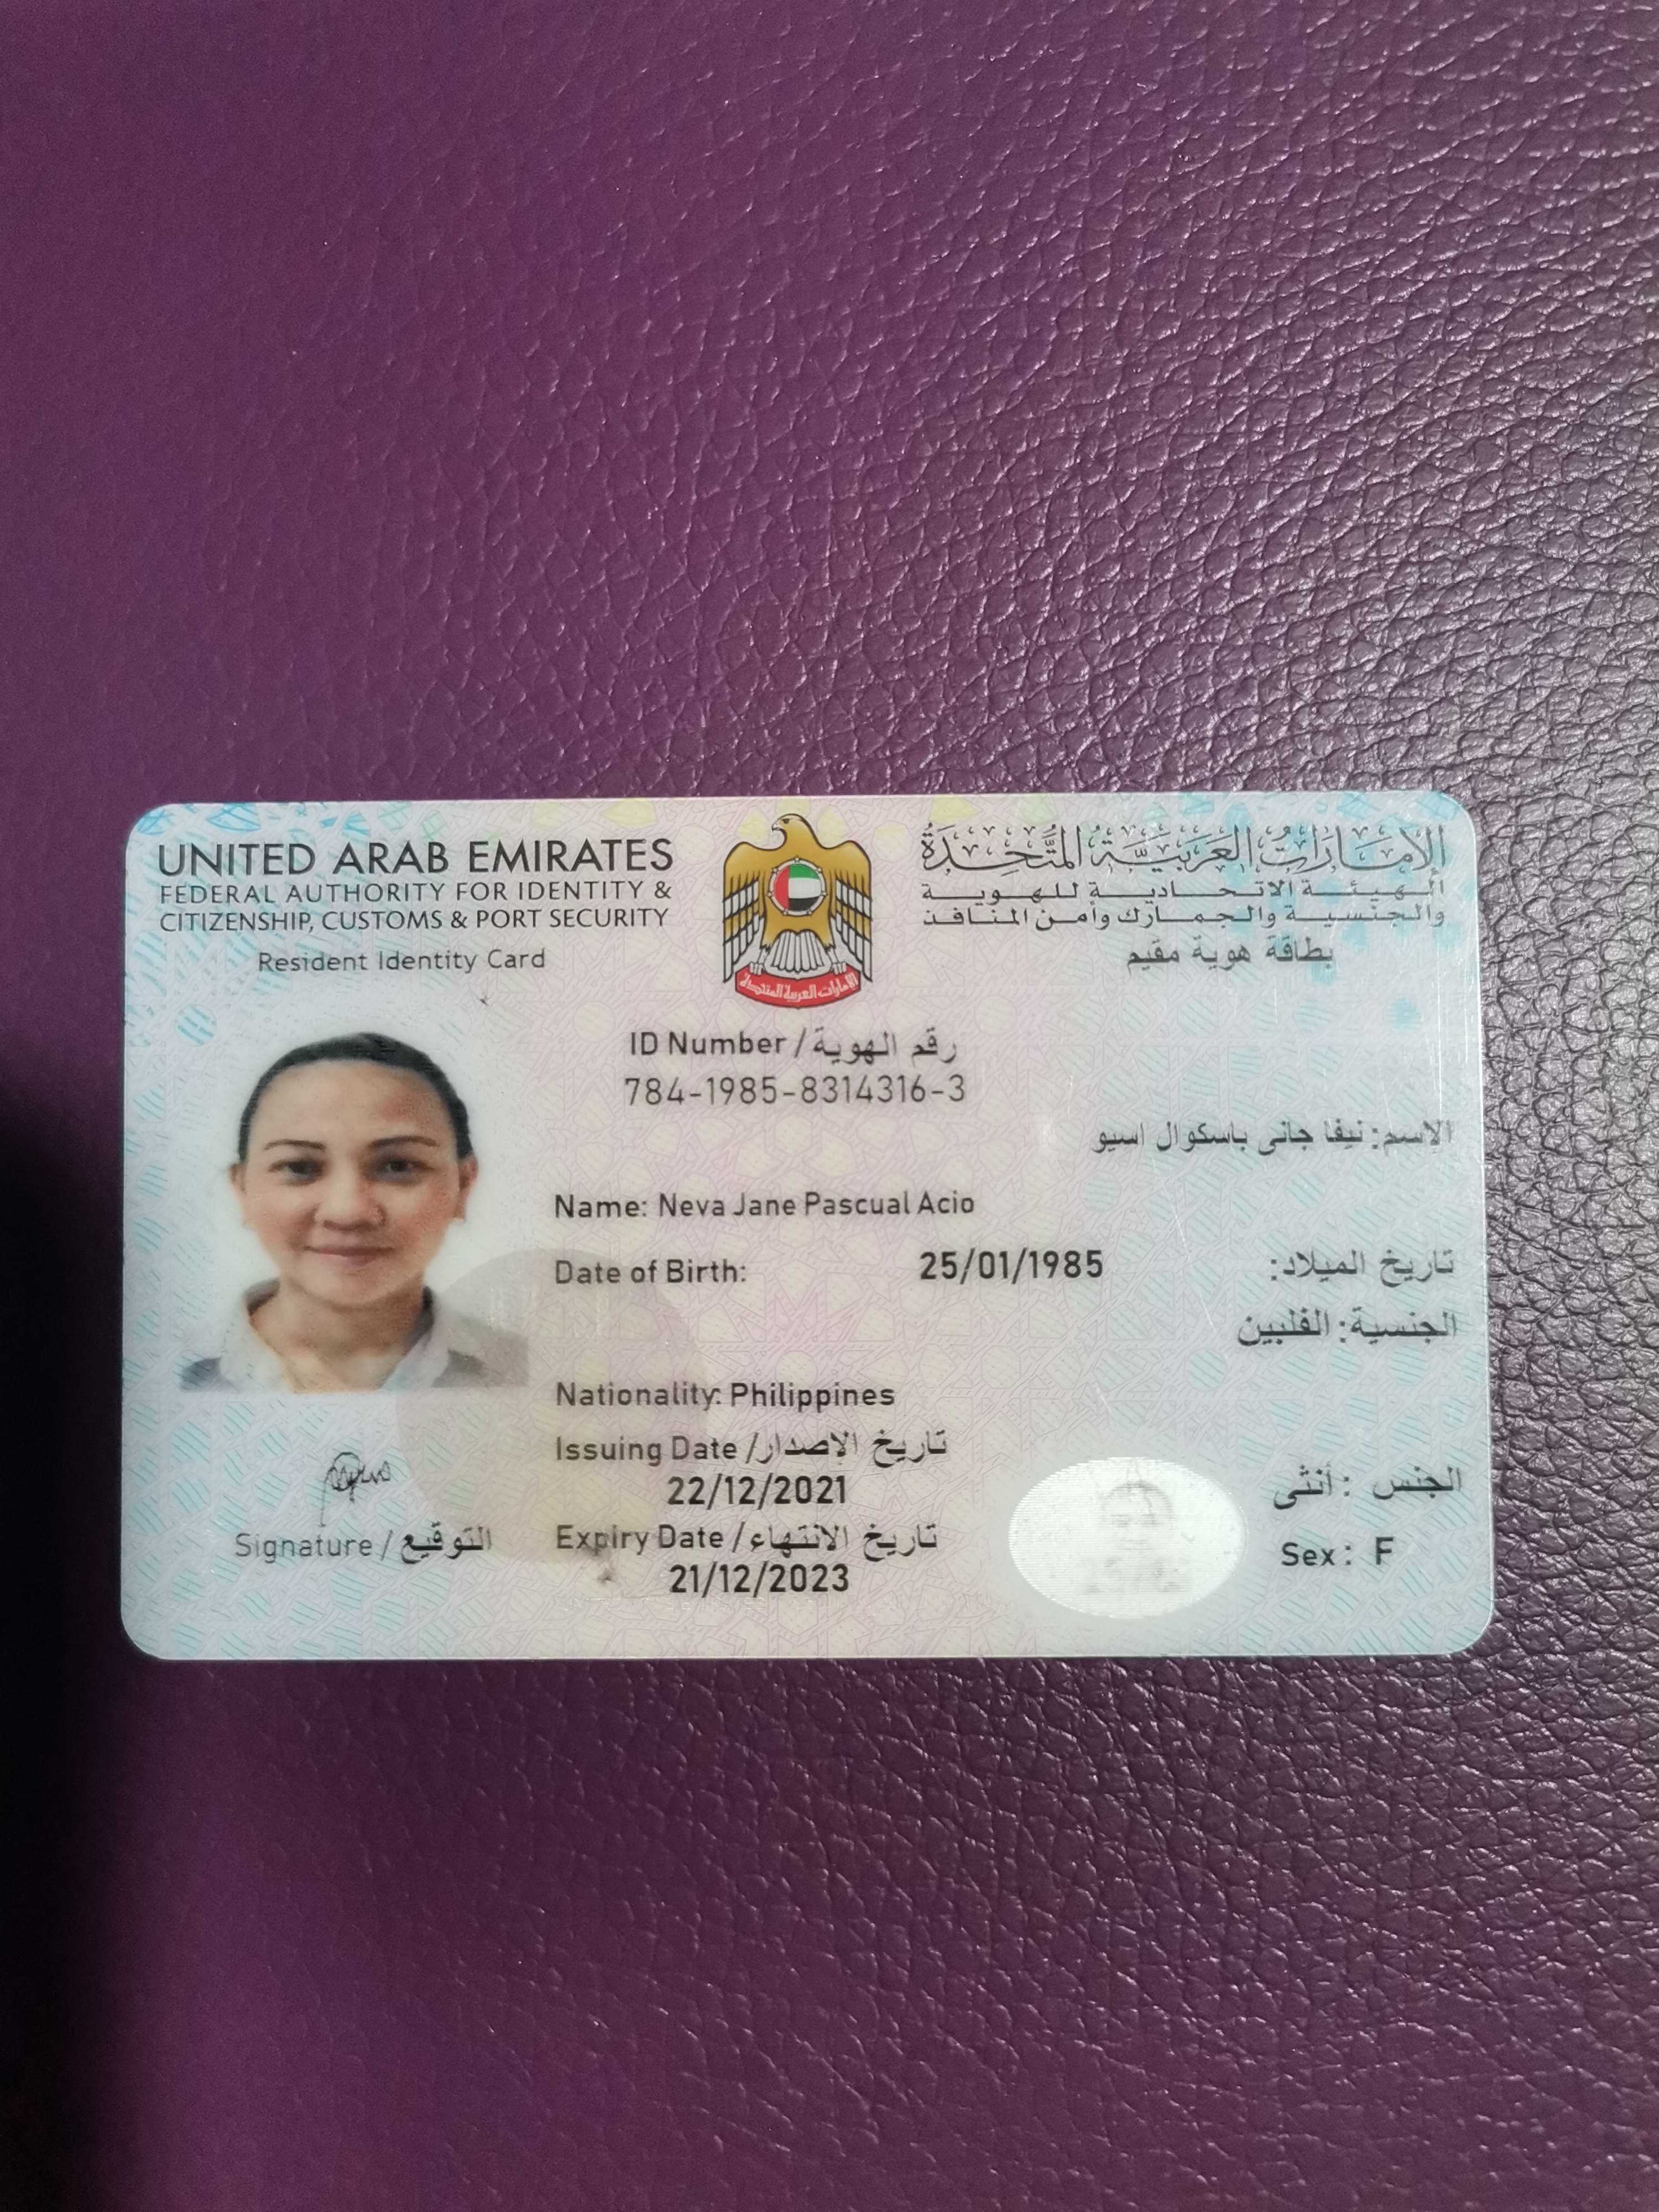 UNITED ARAB EMIRATES
FEDERAL AUTHORITY FOR IDENTITY &
CITIZENSHIP, CUSTOMS & PORT SECURITY
Resident Identity Card
الإمارات العربية المتحدة
الإمارات العربية المتحدة
الهيئة الاتحادية للهوية
والجنسية والجمارك وأمن المنافذ
بطاقة هوية مقيم
ID Number / رقم الهوية
784-1985-8314316-3
الإسم: نيفا جانى باسكوال اسيو
Name: Neva Jane Pascual Acio
Date of Birth: 25/01/1985 تاريخ الميلاد:
الجنسية: الفلبين
Nationality: Philippines
Issuing Date / تاريخ الإصدار
22/12/2021
Expiry Date / تاريخ الانتهاء
21/12/2023
الجنس : أنثى
Sex: F
Signature / التوقيع